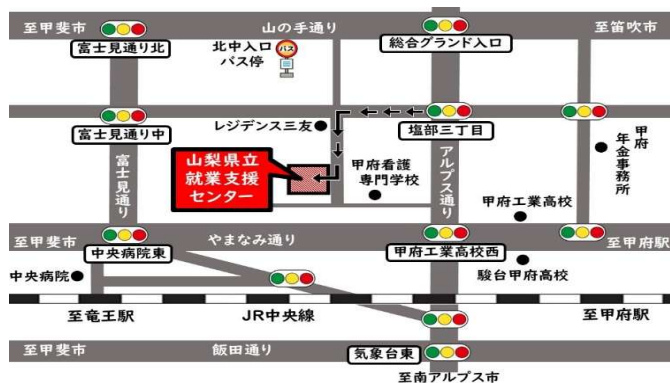 至甲斐市
山の手通り
至笛吹市
富士見通り北
北中入口
バス停
バス
総合グランド入口
富士見通り中
レジデンス三友
塩部三丁目
甲府
年金事務所
山梨県立
就業支援
センター
富士見通り
甲府看護
専門学校
アルプス通り
甲府工業高校
至甲斐市
中央病院東
やまなみ通り
甲府工業高校西
至甲府駅
中央病院
駿台甲府高校
至竜王駅
JR中央線
至甲府駅
至甲斐市
飯田通り
気象台東
至南アルプス市